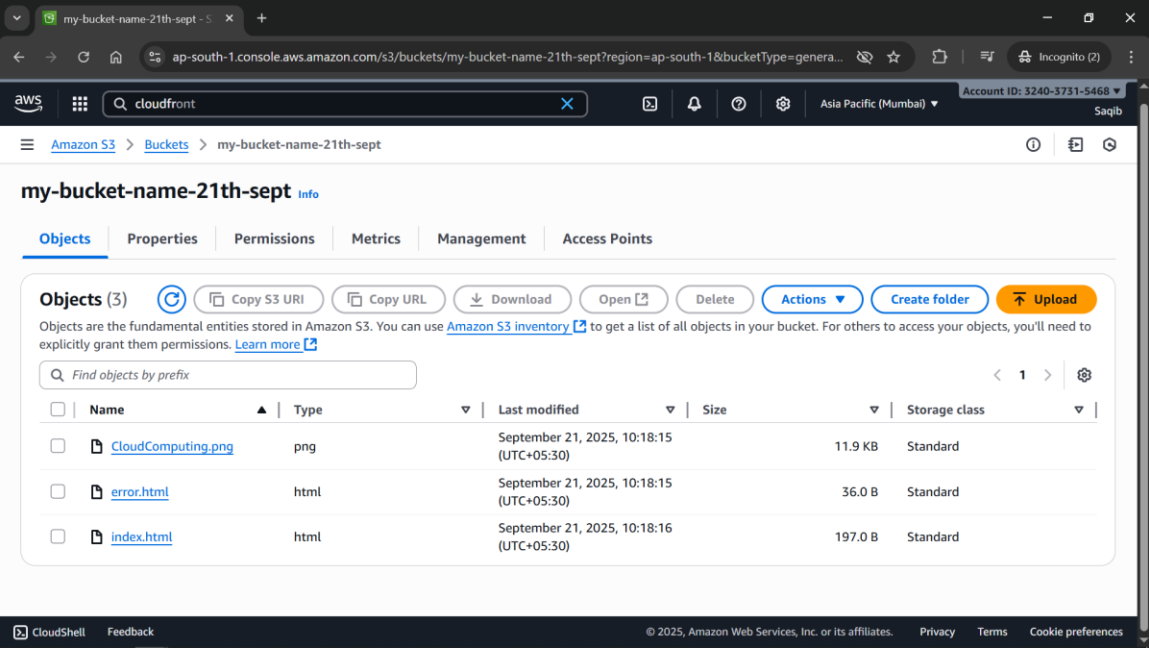 my-bucket-name-21th-sept - S
ap-south-1.console.aws.amazon.com/s3/buckets/my-bucket-name-21th-sept?region=ap-south-1&bucketType=genera...
Incognito (2)
aws
cloudfront
Asia Pacific (Mumbai)
Account ID: 3240-3731-5468
Saqib
Amazon S3 > Buckets > my-bucket-name-21th-sept
my-bucket-name-21th-sept Info
Objects Properties Permissions Metrics Management Access Points
Objects (3) Copy S3 URI Copy URL Download Open Delete Actions Create folder Upload
Objects are the fundamental entities stored in Amazon S3. You can use Amazon S3 inventory to get a list of all objects in your bucket. For others to access your objects, you'll need to
explicitly grant them permissions. Learn more
Find objects by prefix
1
Name Type Last modified Size Storage class
CloudComputing.png png September 21, 2025, 10:18:15 11.9 KB Standard
(UTC+05:30)
error.html html September 21, 2025, 10:18:15 36.0 B Standard
(UTC+05:30)
index.html html September 21, 2025, 10:18:16 197.0 B Standard
(UTC+05:30)
CloudShell Feedback © 2025, Amazon Web Services, Inc. or its affiliates. Privacy Terms Cookie preferences